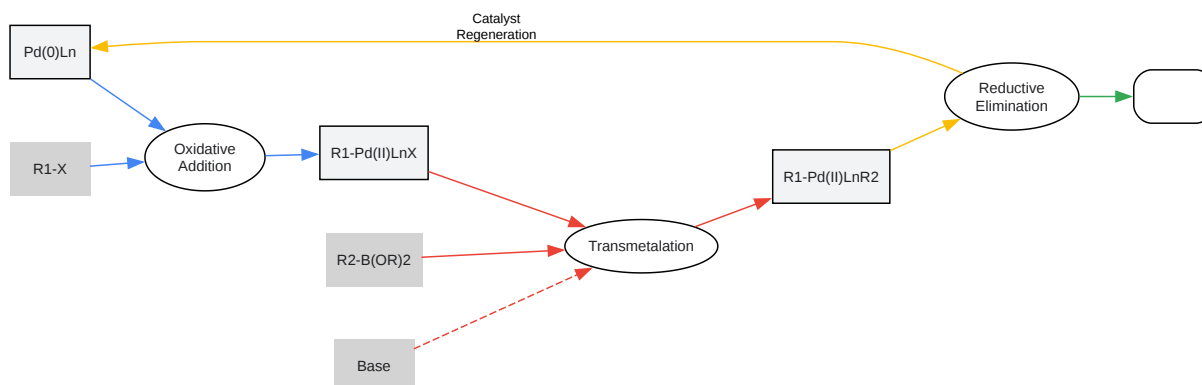 Catalyst
Regeneration
Pd(0)Ln
Reductive
Elimination
Oxidative
Addition
R1-Pd(II)LnX
R1-X
R1-Pd(II)LnR2
Transmetalation
R2-B(OR)2
Base